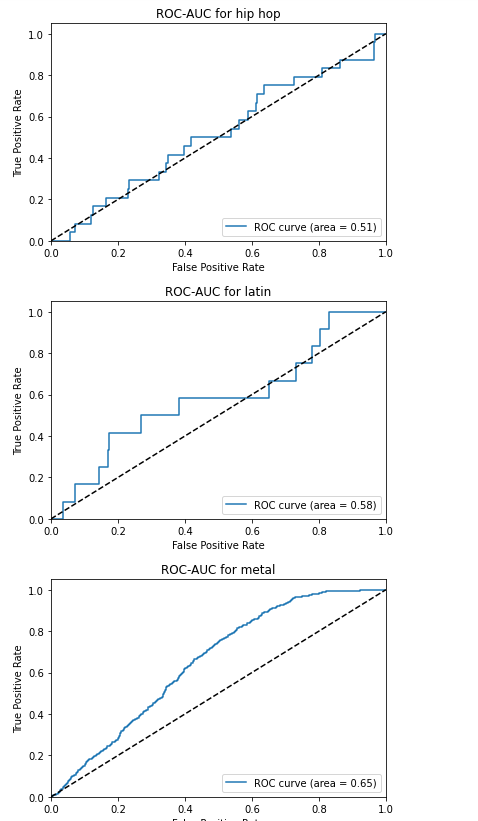 ROC-AUC for hip hop
1.0
0.8
0.6
0.4
0.2
0.0
True Positive Rate
ROC curve (area = 0.51)
0.0 0.2 0.4 0.6 0.8 1.0
False Positive Rate
ROC-AUC for latin
1.0
0.8
0.6
0.4
0.2
0.0
True Positive Rate
ROC curve (area = 0.58)
0.0 0.2 0.4 0.6 0.8 1.0
False Positive Rate
ROC-AUC for metal
1.0
0.8
0.6
0.4
0.2
0.0
True Positive Rate
ROC curve (area = 0.65)
0.0 0.2 0.4 0.6 0.8 1.0
False Positive Rate